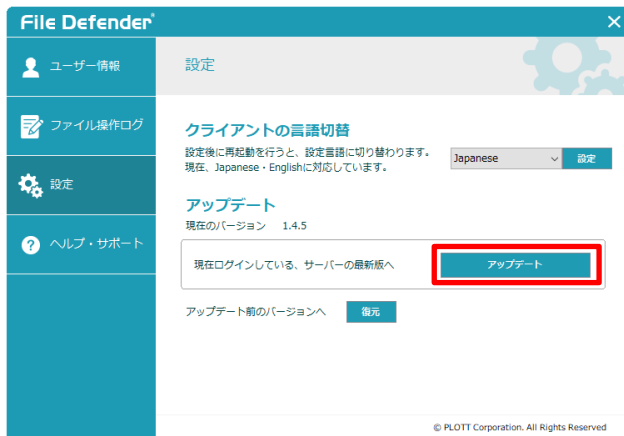 File Defender
ユーザー情報
ファイル操作ログ
設定
ヘルプ・サポート
設定
クライアントの言語切替
設定後に再起動を行うと、設定言語に切り替わります。
現在、Japanese・Englishに対応しています。
Japanese
設定
アップデート
現在のバージョン 1.4.5
現在ログインしている、サーバーの最新版へ
アップデート
アップデート前のバージョンへ
復元
© PLOTT Corporation. All Rights Reserved